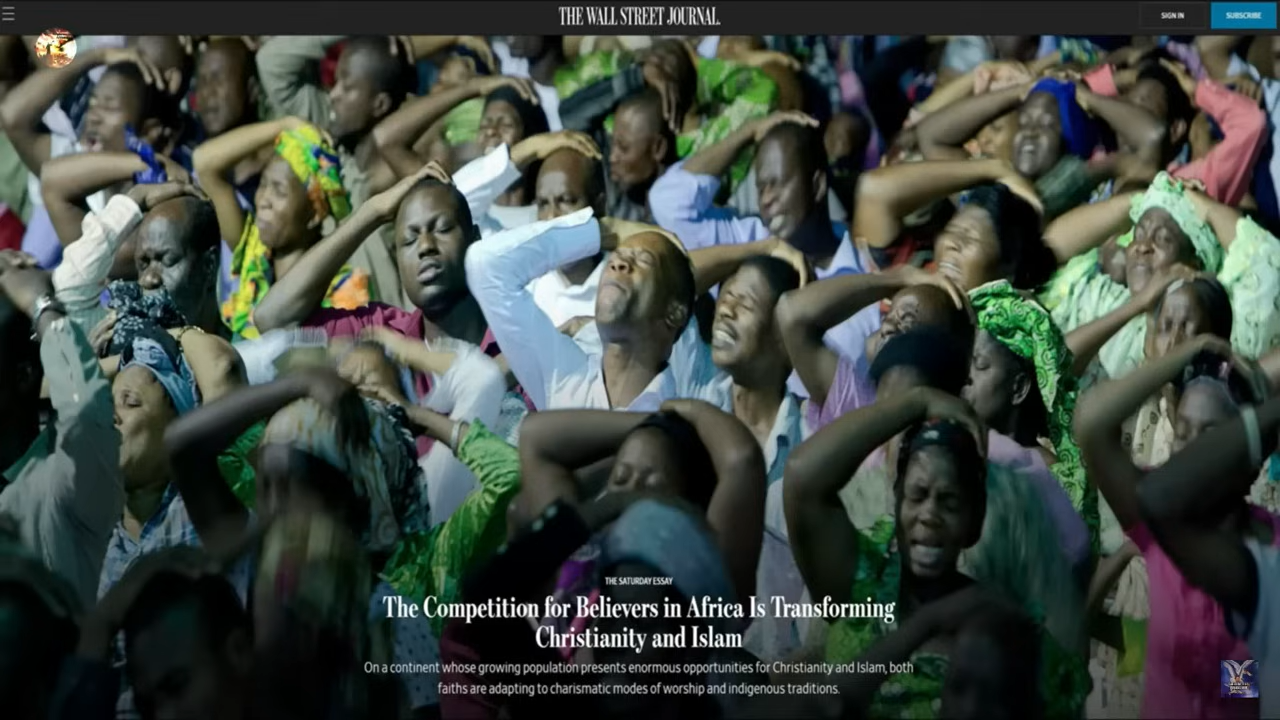 THE WALL STREET JOURNAL.
SIGN IN
SUBSCRIBE
THE SATURDAY ESSAY
The Competition for Believers in Africa Is Transforming
Christianity and Islam
On a continent whose growing population presents enormous opportunities for Christianity and Islam, both
faiths are adapting to charismatic modes of worship and indigenous traditions.